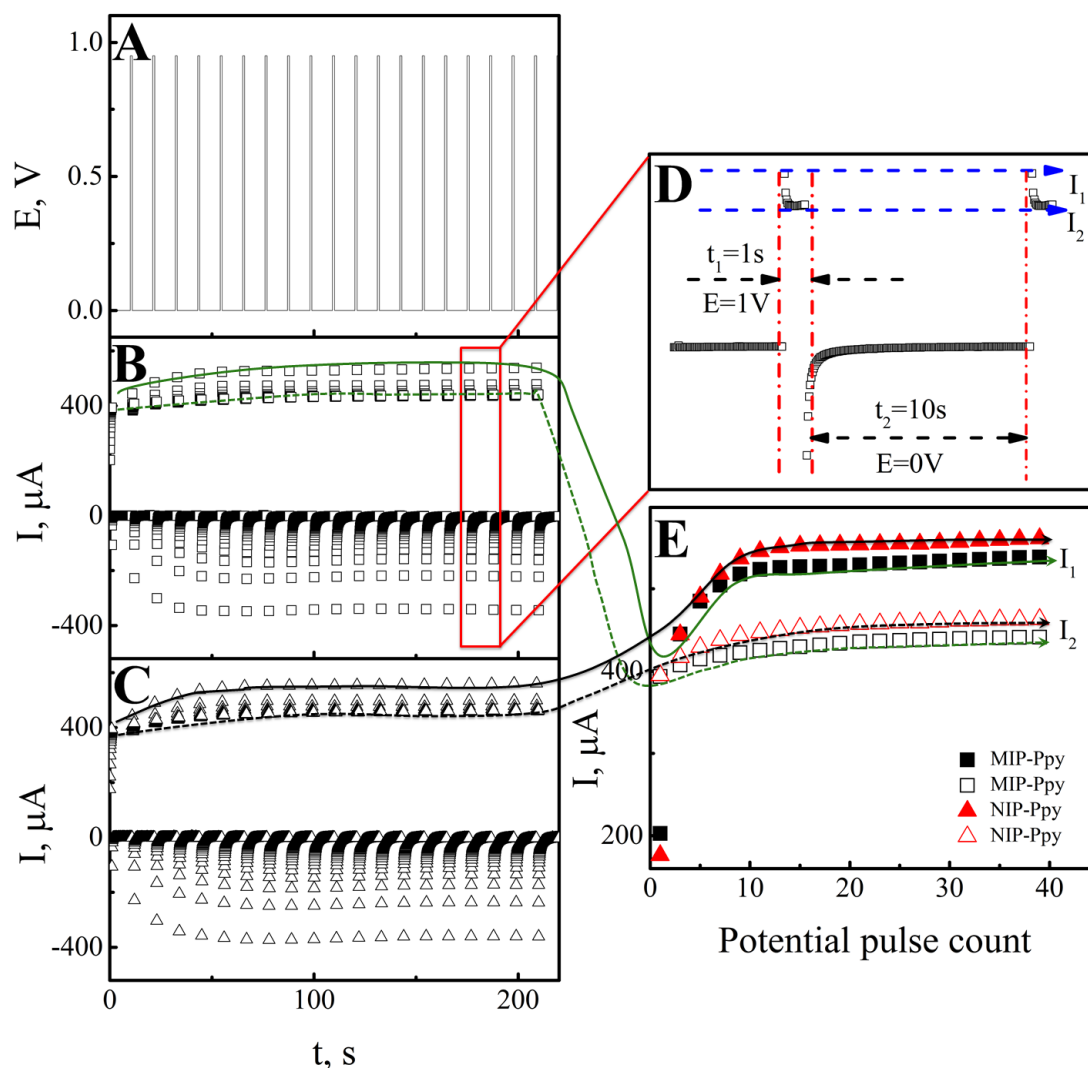 A
1.0
0.5
0.0
E, V
B
400
0
-400
I, µA
C
400
0
-400
I, µA
0
100
200
t, s
D
I₁
I₂
t₁=1s
E=1V
t₂=10s
E=0V
E
I₁
I₂
400
200
I, µA
MIP-Ppy
MIP-Ppy
NIP-Ppy
NIP-Ppy
0
10
20
30
40
Potential pulse count